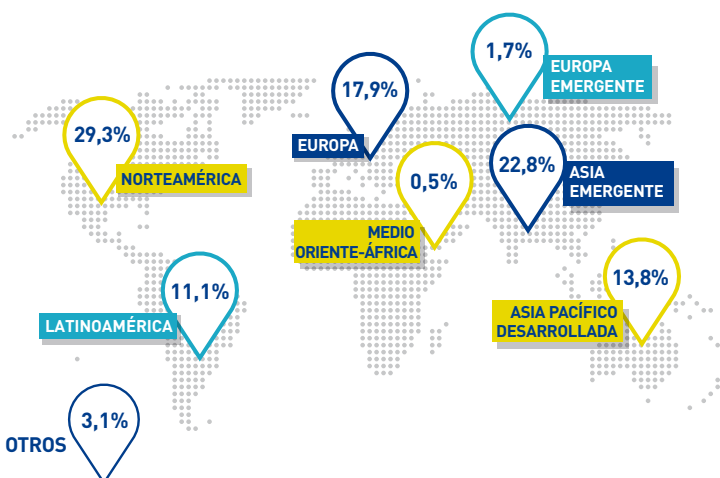 1,7%
EUROPA
EMERGENTE
17,9%
EUROPA
29,3%
NORTEAMÉRICA
22,8%
ASIA
EMERGENTE
0,5%
MEDIO
ORIENTE-ÁFRICA
11,1%
LATINOAMÉRICA
13,8%
ASIA PACÍFICO
DESARROLLADA
3,1%
OTROS